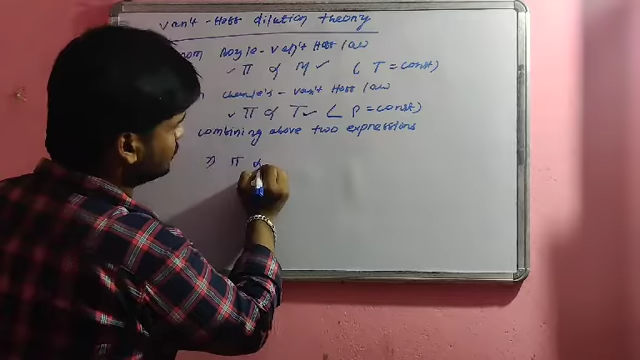 van't-Hoff dilution theory
from Boyle-van't Hoff law
✓ π α M ✓ ( T = const)
Charle's - van't Hoff law
✓ π α T ✓ ( P = const)
combining above two expressions
⇒ π α